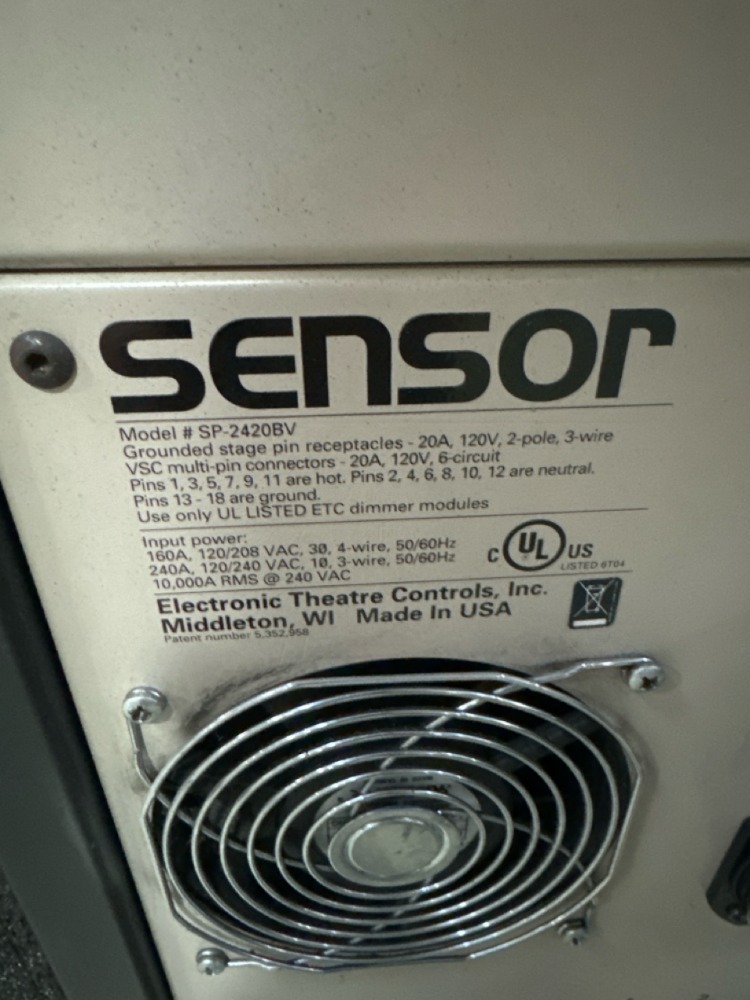 sensor
Model # SP-2420BV
Grounded stage pin receptacles - 20A, 120V, 2-pole, 3-wire
VSC multi-pin connectors - 20A, 120V, 6-circuit
Pins 1, 3, 5, 7, 9, 11 are hot. Pins 2, 4, 6, 8, 10, 12 are neutral.
Pins 13 - 18 are ground.
Use only UL LISTED ETC dimmer modules
Input power:
160A, 120/208 VAC, 3Ø, 4-wire, 50/60Hz
240A, 120/240 VAC, 1Ø, 3-wire, 50/60Hz
10,000A RMS @ 240 VAC
C UL US
LISTED 6T04
Electronic Theatre Controls, Inc.
Middleton, WI Made In USA
Patent number 5,352,958